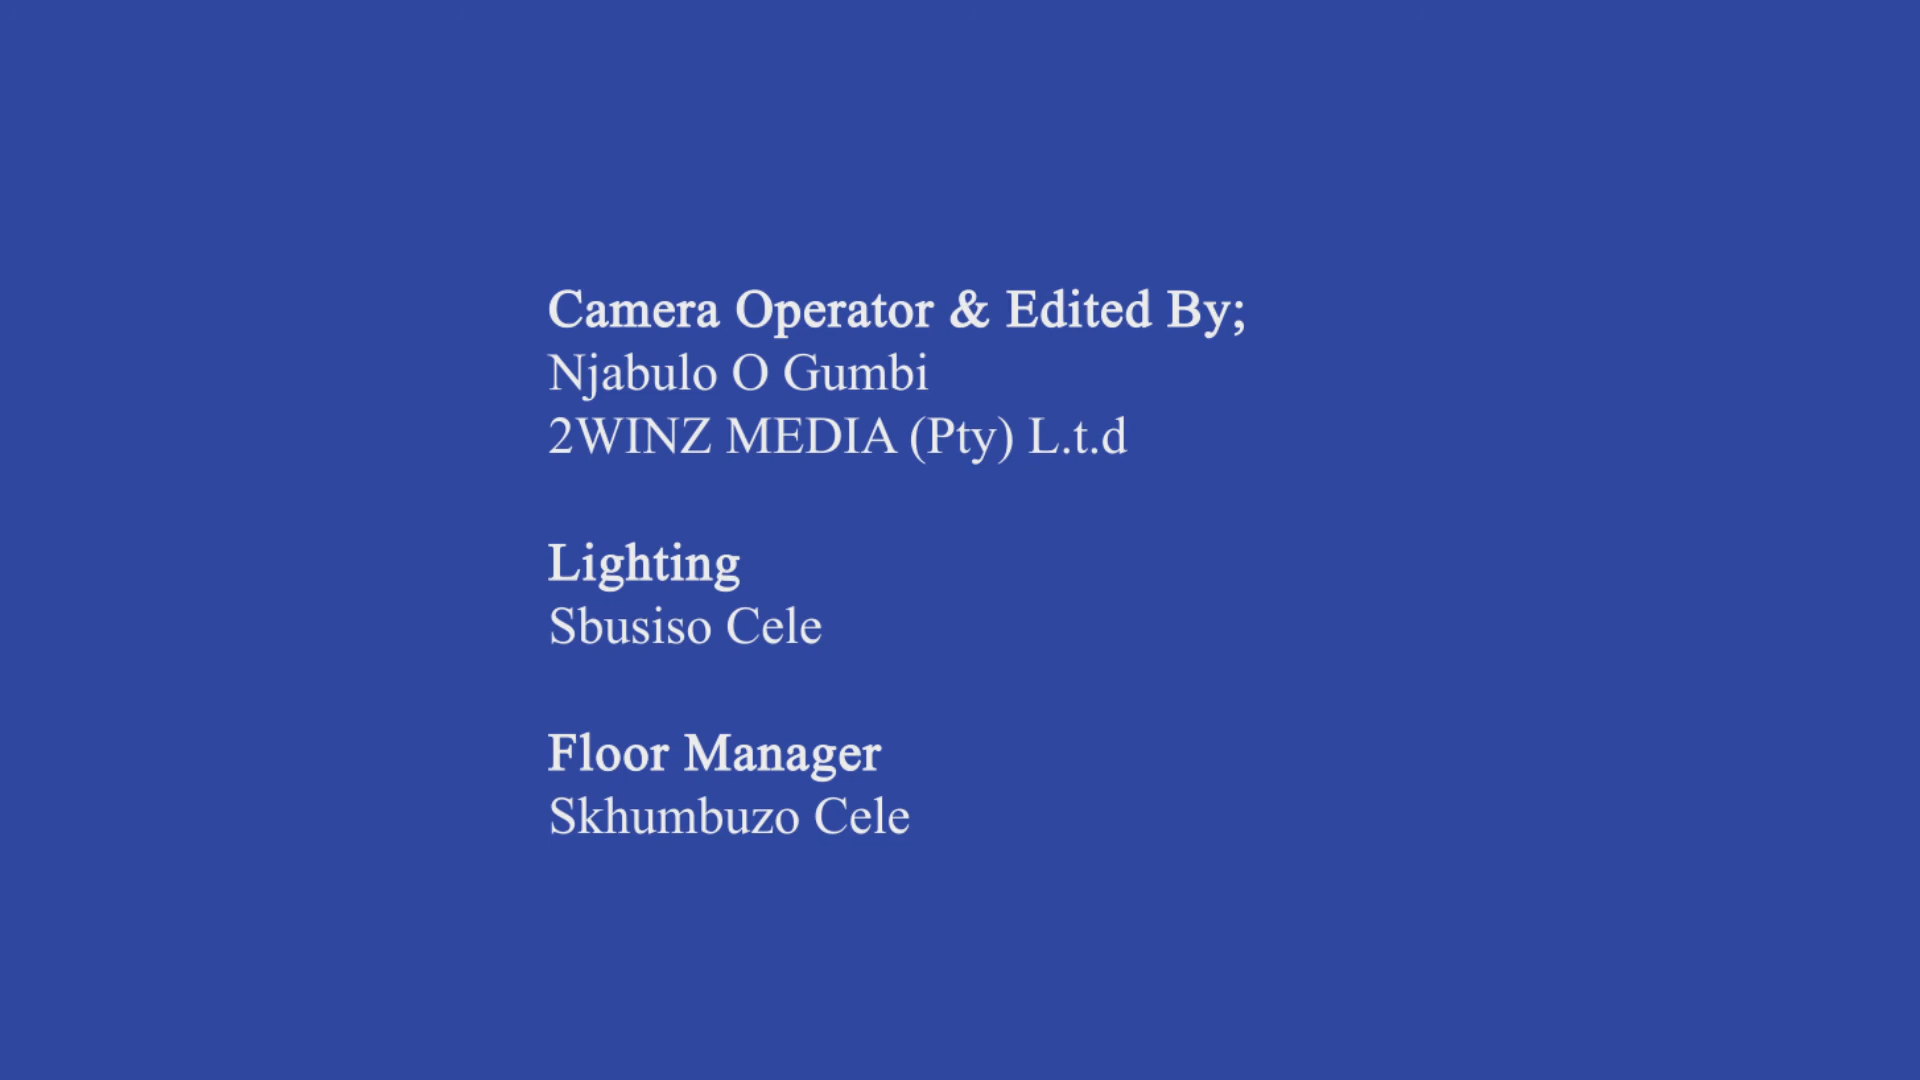 Camera Operator & Edited By;
Njabulo O Gumbi
2WINZ MEDIA (Pty) L.t.d
Lighting
Sbusiso Cele
Floor Manager
Skhumbuzo Cele